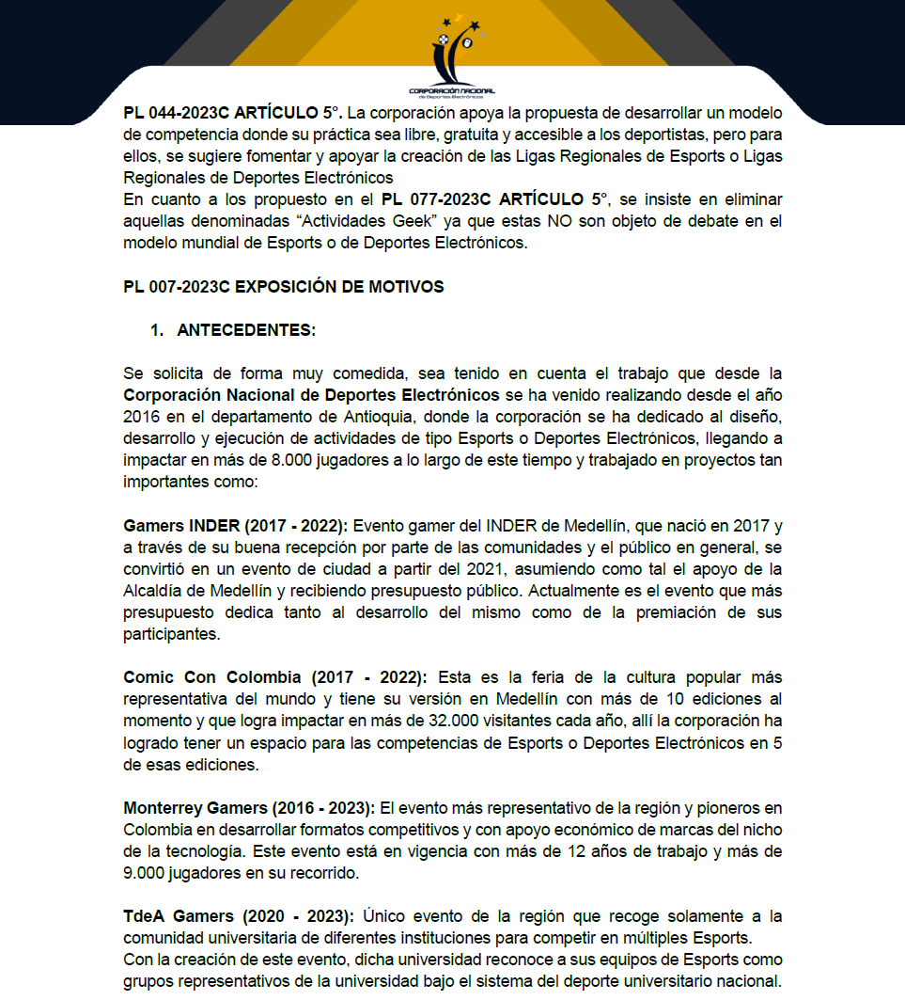 CORPORACIÓN NACIONAL
de Deportes Electrónicos
PL 044-2023C ARTÍCULO 5°. La corporación apoya la propuesta de desarrollar un modelo
de competencia donde su práctica sea libre, gratuita y accesible a los deportistas, pero para
ellos, se sugiere fomentar y apoyar la creación de las Ligas Regionales de Esports o Ligas
Regionales de Deportes Electrónicos
En cuanto a los propuesto en el PL 077-2023C ARTÍCULO 5°, se insiste en eliminar
aquellas denominadas “Actividades Geek” ya que estas NO son objeto de debate en el
modelo mundial de Esports o de Deportes Electrónicos.
PL 007-2023C EXPOSICIÓN DE MOTIVOS
1. ANTECEDENTES:
Se solicita de forma muy comedida, sea tenido en cuenta el trabajo que desde la
Corporación Nacional de Deportes Electrónicos se ha venido realizando desde el año
2016 en el departamento de Antioquia, donde la corporación se ha dedicado al diseño,
desarrollo y ejecución de actividades de tipo Esports o Deportes Electrónicos, llegando a
impactar en más de 8.000 jugadores a lo largo de este tiempo y trabajado en proyectos tan
importantes como:
Gamers INDER (2017 - 2022): Evento gamer del INDER de Medellín, que nació en 2017 y
a través de su buena recepción por parte de las comunidades y el público en general, se
convirtió en un evento de ciudad a partir del 2021, asumiendo como tal el apoyo de la
Alcaldía de Medellín y recibiendo presupuesto público. Actualmente es el evento que más
presupuesto dedica tanto al desarrollo del mismo como de la premiación de sus
participantes.
Comic Con Colombia (2017 - 2022): Esta es la feria de la cultura popular más
representativa del mundo y tiene su versión en Medellín con más de 10 ediciones al
momento y que logra impactar en más de 32.000 visitantes cada año, allí la corporación ha
logrado tener un espacio para las competencias de Esports o Deportes Electrónicos en 5
de esas ediciones.
Monterrey Gamers (2016 - 2023): El evento más representativo de la región y pioneros en
Colombia en desarrollar formatos competitivos y con apoyo económico de marcas del nicho
de la tecnología. Este evento está en vigencia con más de 12 años de trabajo y más de
9.000 jugadores en su recorrido.
TdeA Gamers (2020 - 2023): Único evento de la región que recoge solamente a la
comunidad universitaria de diferentes instituciones para competir en múltiples Esports.
Con la creación de este evento, dicha universidad reconoce a sus equipos de Esports como
grupos representativos de la universidad bajo el sistema del deporte universitario nacional.